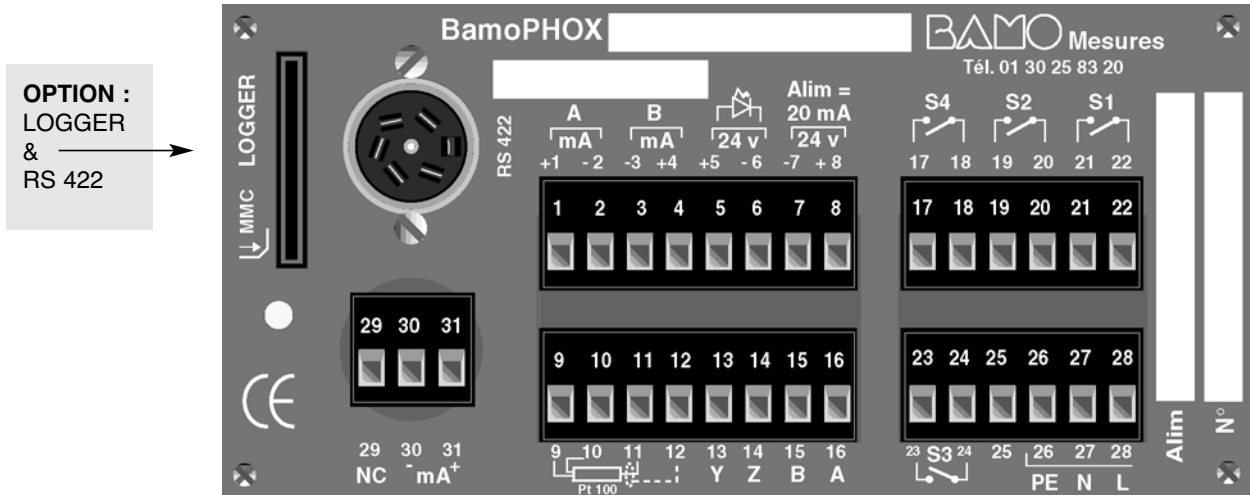 OPTION :
LOGGER
&
RS 422
MMC LOGGER
RS 422
BamoPHOX
BAMO Mesures
Tél. 01 30 25 83 20
A B
mA mA 24 v
Alim =
20 mA
24 v
+1 - 2 -3 +4 +5 - 6 -7 + 8
1 2 3 4 5 6 7 8
S4 S2 S1
17 18 19 20 21 22
17 18 19 20 21 22
29 30 31
29 30 31
NC - mA +
CE
9 10 11 12 13 14 15 16
9 10 11 12 13 14 15 16
Pt 100
Y Z B A
23 24 25 26 27 28
23 S3 24 25 26 27 28
PE N L
Alim
N°